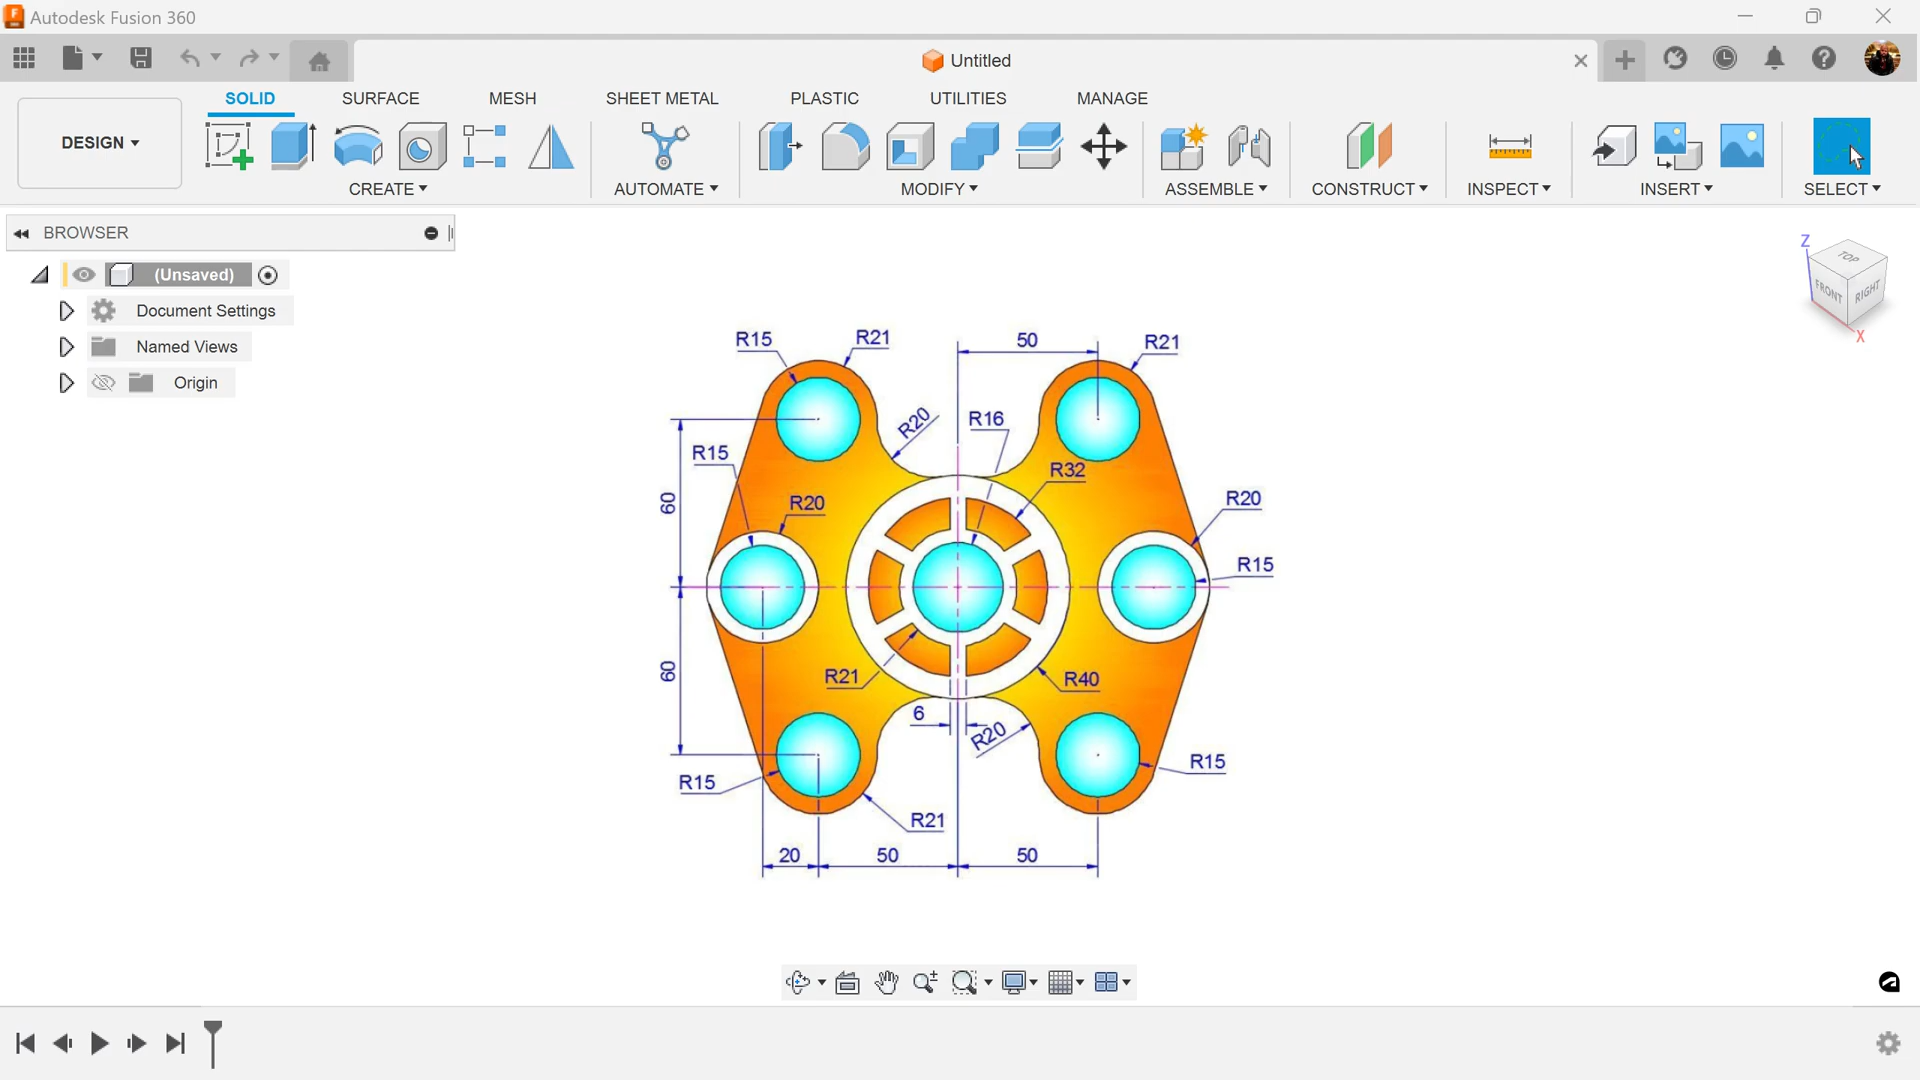 Autodesk Fusion 360
Untitled
SOLID SURFACE MESH SHEET METAL PLASTIC UTILITIES MANAGE
DESIGN
CREATE AUTOMATE MODIFY ASSEMBLE CONSTRUCT INSPECT INSERT SELECT
BROWSER
(Unsaved)
Document Settings
Named Views
Origin
Z
TOP
FRONT RIGHT
X
R15 R21 50 R21
R20 R16
R15 R32
60 R20 R20
R15
60 R21 R40
6 R20
R15 R15
R21
20 50 50